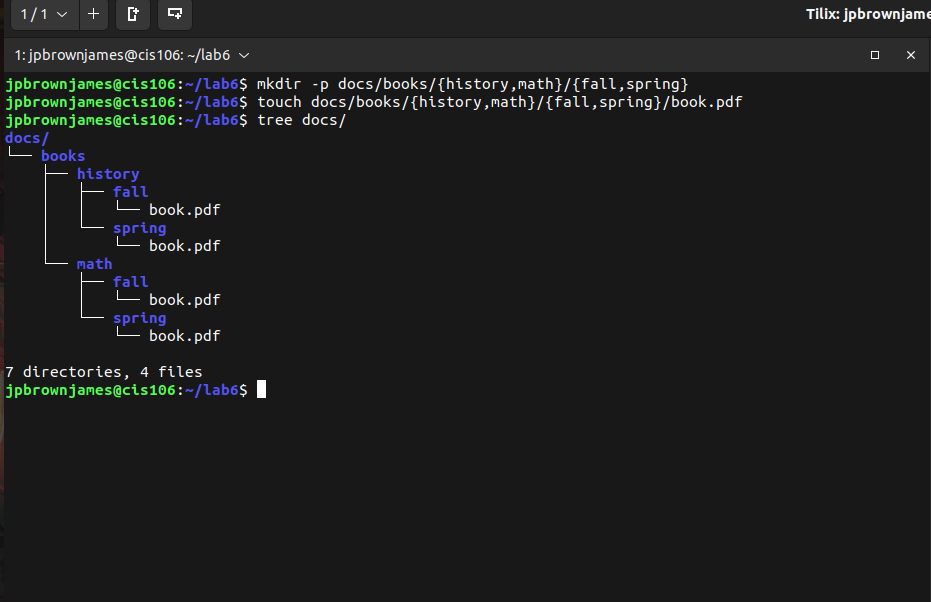 1 / 1
Tilix: jpbrownjame
1: jpbrownjames@cis106: ~/lab6
jpbrownjames@cis106:~/lab6$ mkdir -p docs/books/{history,math}/{fall,spring}
jpbrownjames@cis106:~/lab6$ touch docs/books/{history,math}/{fall,spring}/book.pdf
jpbrownjames@cis106:~/lab6$ tree docs/
docs/
└── books
    ├── history
    │   ├── fall
    │   │   └── book.pdf
    │   └── spring
    │       └── book.pdf
    └── math
        ├── fall
        │   └── book.pdf
        └── spring
            └── book.pdf
7 directories, 4 files
jpbrownjames@cis106:~/lab6$